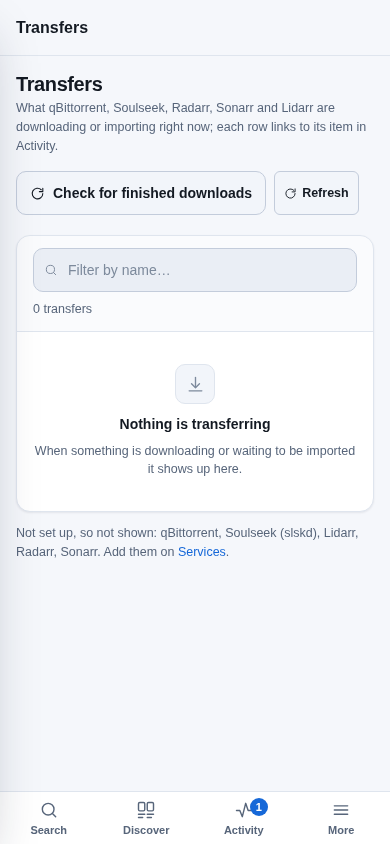 Transfers
Transfers
What qBittorrent, Soulseek, Radarr, Sonarr and Lidarr are
downloading or importing right now; each row links to its item in
Activity.
Check for finished downloads
Refresh
Filter by name…
0 transfers
Nothing is transferring
When something is downloading or waiting to be imported
it shows up here.
Not set up, so not shown: qBittorrent, Soulseek (slskd), Lidarr,
Radarr, Sonarr. Add them on Services.
1
Search
Discover
Activity
More